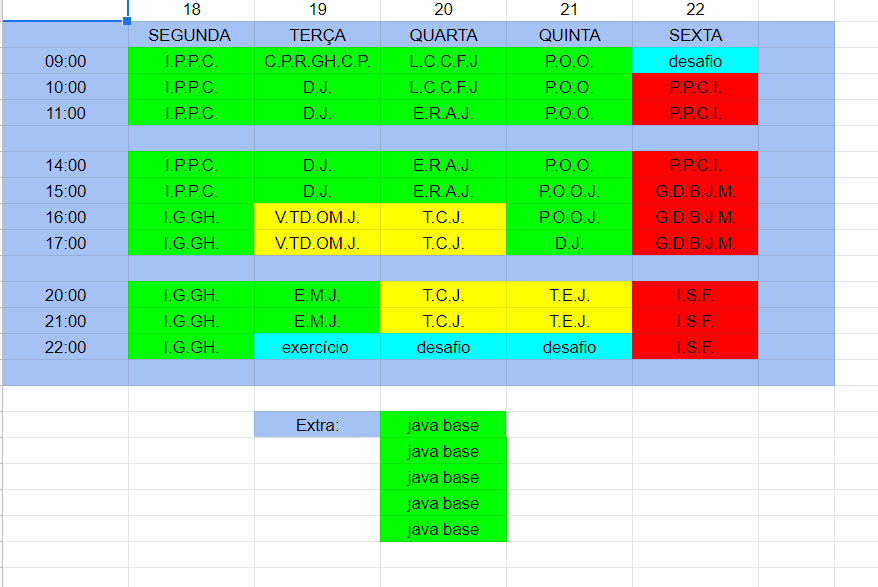 18 19 20 21 22
SEGUNDA TERÇA QUARTA QUINTA SEXTA
09:00 I.P.P.C. C.P.R.GH.C.P. L.C.C.F.J P.O.O. desafio
10:00 I.P.P.C. D.J. L.C.C.F.J P.O.O. P.P.C.I.
11:00 I.P.P.C. D.J. E.R.A.J. P.O.O. P.P.C.I.
14:00 I.P.P.C. D.J. E.R.A.J. P.O.O. P.P.C.I.
15:00 I.P.P.C. D.J. E.R.A.J. P.O.O.J. G.D.B.J.M.
16:00 I.G.GH. V.TD.OM.J. T.C.J. P.O.O.J. G.D.B.J.M.
17:00 I.G.GH. V.TD.OM.J. T.C.J. D.J. G.D.B.J.M.
20:00 I.G.GH. E.M.J. T.C.J. T.E.J. I.S.F.
21:00 I.G.GH. E.M.J. T.C.J. T.E.J. I.S.F.
22:00 I.G.GH. exercício desafio desafio I.S.F.
Extra: java base
java base
java base
java base
java base